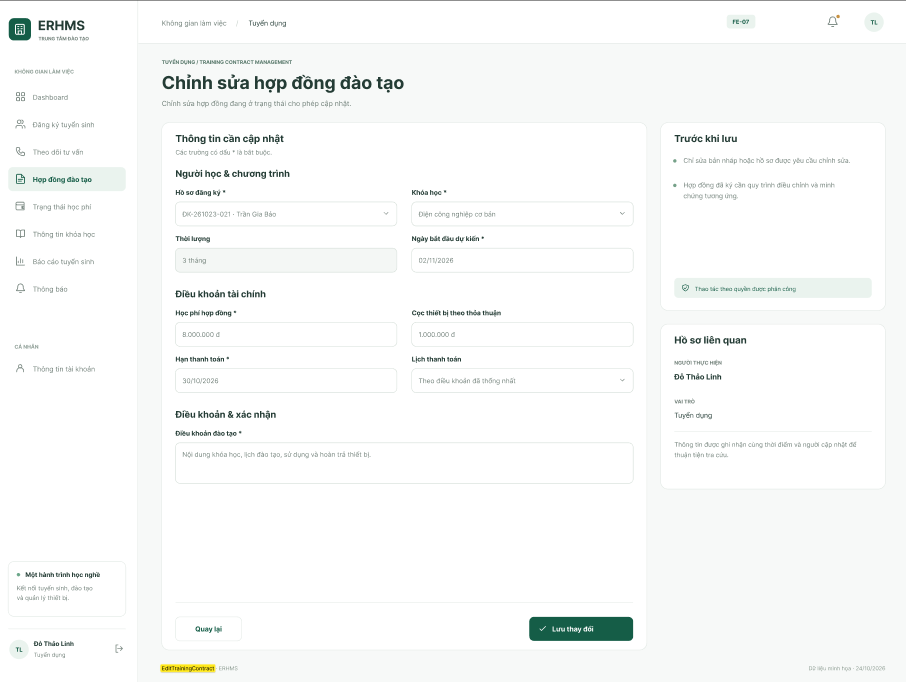 ERHMS
TRUNG TÂM ĐÀO TẠO
KHÔNG GIAN LÀM VIỆC
Dashboard
Đăng ký tuyển sinh
Theo dõi tư vấn
Hợp đồng đào tạo
Trạng thái học phí
Thông tin khóa học
Báo cáo tuyển sinh
Thông báo
CÁ NHÂN
Thông tin tài khoản
Một hành trình học nghề
Kết nối tuyển sinh, đào tạo
và quản lý thiết bị.
TL
Đỗ Thảo Linh
Tuyển dụng
Không gian làm việc / Tuyển dụng
FE-07
TL
TUYỂN DỤNG / TRAINING CONTRACT MANAGEMENT
Chỉnh sửa hợp đồng đào tạo
Chỉnh sửa hợp đồng đang ở trạng thái cho phép cập nhật.
Thông tin cần cập nhật
Các trường có dấu * là bắt buộc.
Người học & chương trình
Hồ sơ đăng ký *
Khóa học *
ĐK-261023-021 · Trần Gia Bảo
Điện công nghiệp cơ bản
Thời lượng
Ngày bắt đầu dự kiến *
3 tháng
02/11/2026
Điều khoản tài chính
Học phí hợp đồng *
Cọc thiết bị theo thỏa thuận
8.000.000 đ
1.000.000 đ
Hạn thanh toán *
Lịch thanh toán
30/10/2026
Theo điều khoản đã thống nhất
Điều khoản & xác nhận
Điều khoản đào tạo *
Nội dung khóa học, lịch đào tạo, sử dụng và hoàn trả thiết bị.
Quay lại
Lưu thay đổi
Trước khi lưu
Chỉ sửa bản nháp hoặc hồ sơ được yêu cầu chỉnh sửa.
Hợp đồng đã ký cần quy trình điều chỉnh và minh
chứng tương ứng.
Thao tác theo quyền được phân công
Hồ sơ liên quan
NGƯỜI THỰC HIỆN
Đỗ Thảo Linh
VAI TRÒ
Tuyển dụng
Thông tin được ghi nhận cùng thời điểm và người cập nhật để
thuận tiện tra cứu.
EditTrainingContract · ERHMS
Dữ liệu minh họa · 24/10/2026